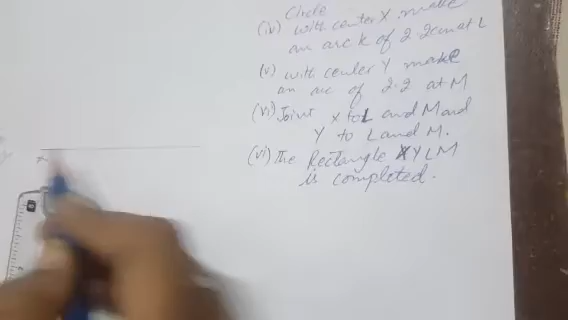 Circle
(iv) with center X make
an arc k of 2.2cm at L
(v) with center Y make
an arc of 2.2 at M
(vi) Joint X to L and M and
Y to L and M.
(vi) The Rectangle XYLM
is completed.
x